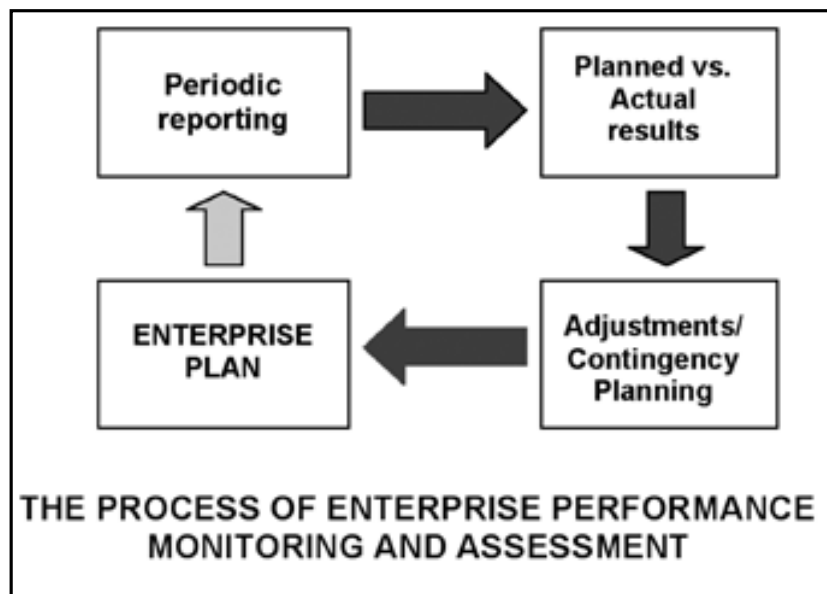 Periodic
reporting
Planned vs.
Actual
results
ENTERPRISE
PLAN
Adjustments/
Contingency
Planning
THE PROCESS OF ENTERPRISE PERFORMANCE
MONITORING AND ASSESSMENT